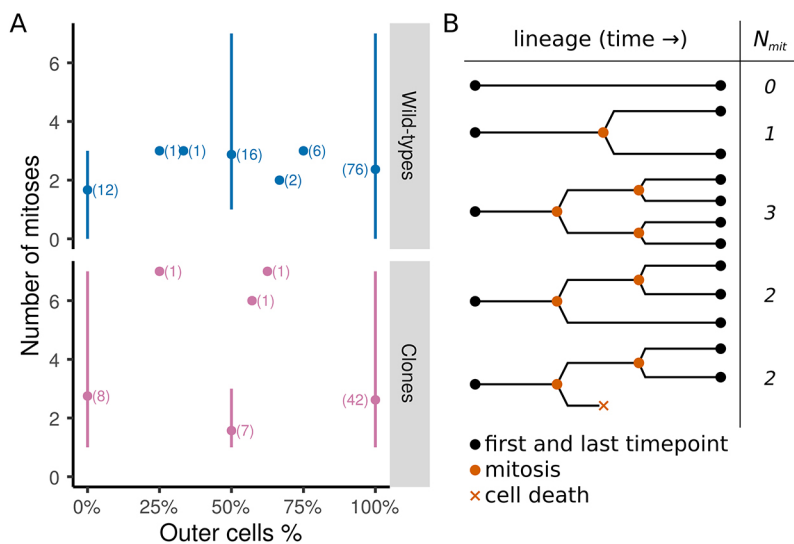 A
Number of mitoses
6
4
2
0
(12)
(1)
(1)
(16)
(2)
(6)
(76)
Wild-types
6
4
2
0
(8)
(1)
(1)
(1)
(7)
(42)
Clones
0%
25%
50%
75%
100%
Outer cells %
B
lineage (time →)
N_mit
0
1
3
2
2
first and last timepoint
mitosis
× cell death